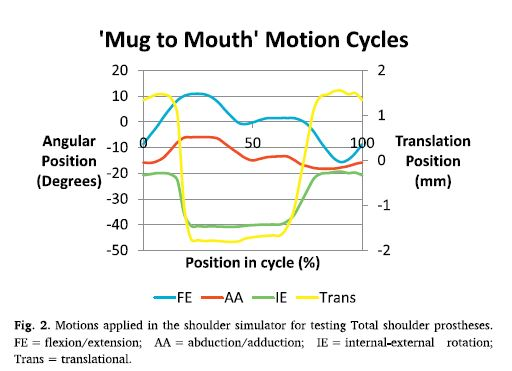 'Mug to Mouth' Motion Cycles
20
10
0
-10
-20
-30
-40
-50
2
1
0
-1
-2
0
50
100
Angular
Position
(Degrees)
Translation
Position
(mm)
Position in cycle (%)
FE AA IE Trans
Fig. 2. Motions applied in the shoulder simulator for testing Total shoulder prostheses.
FE = flexion/extension; AA = abduction/adduction; IE = internal-external rotation;
Trans = translational.